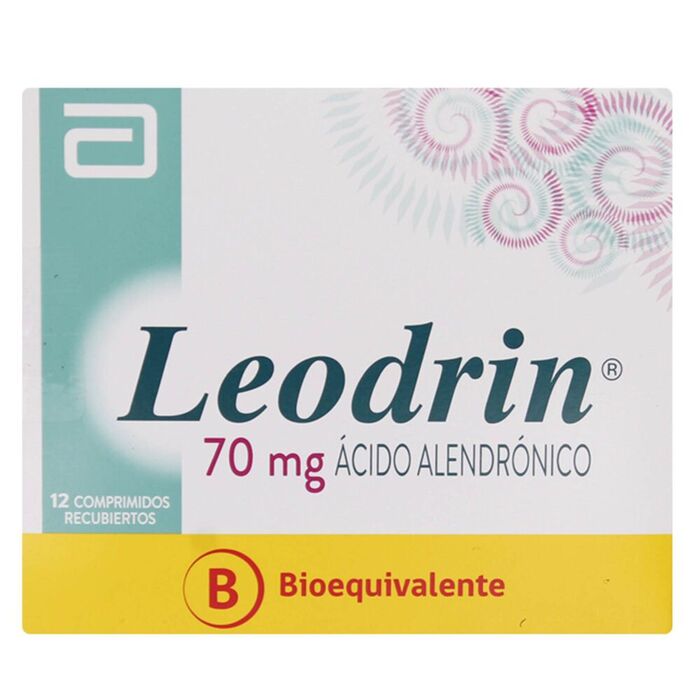 Leodrin®
70 mg ÁCIDO ALENDRÓNICO
12 COMPRIMIDOS
RECUBIERTOS
B Bioequivalente